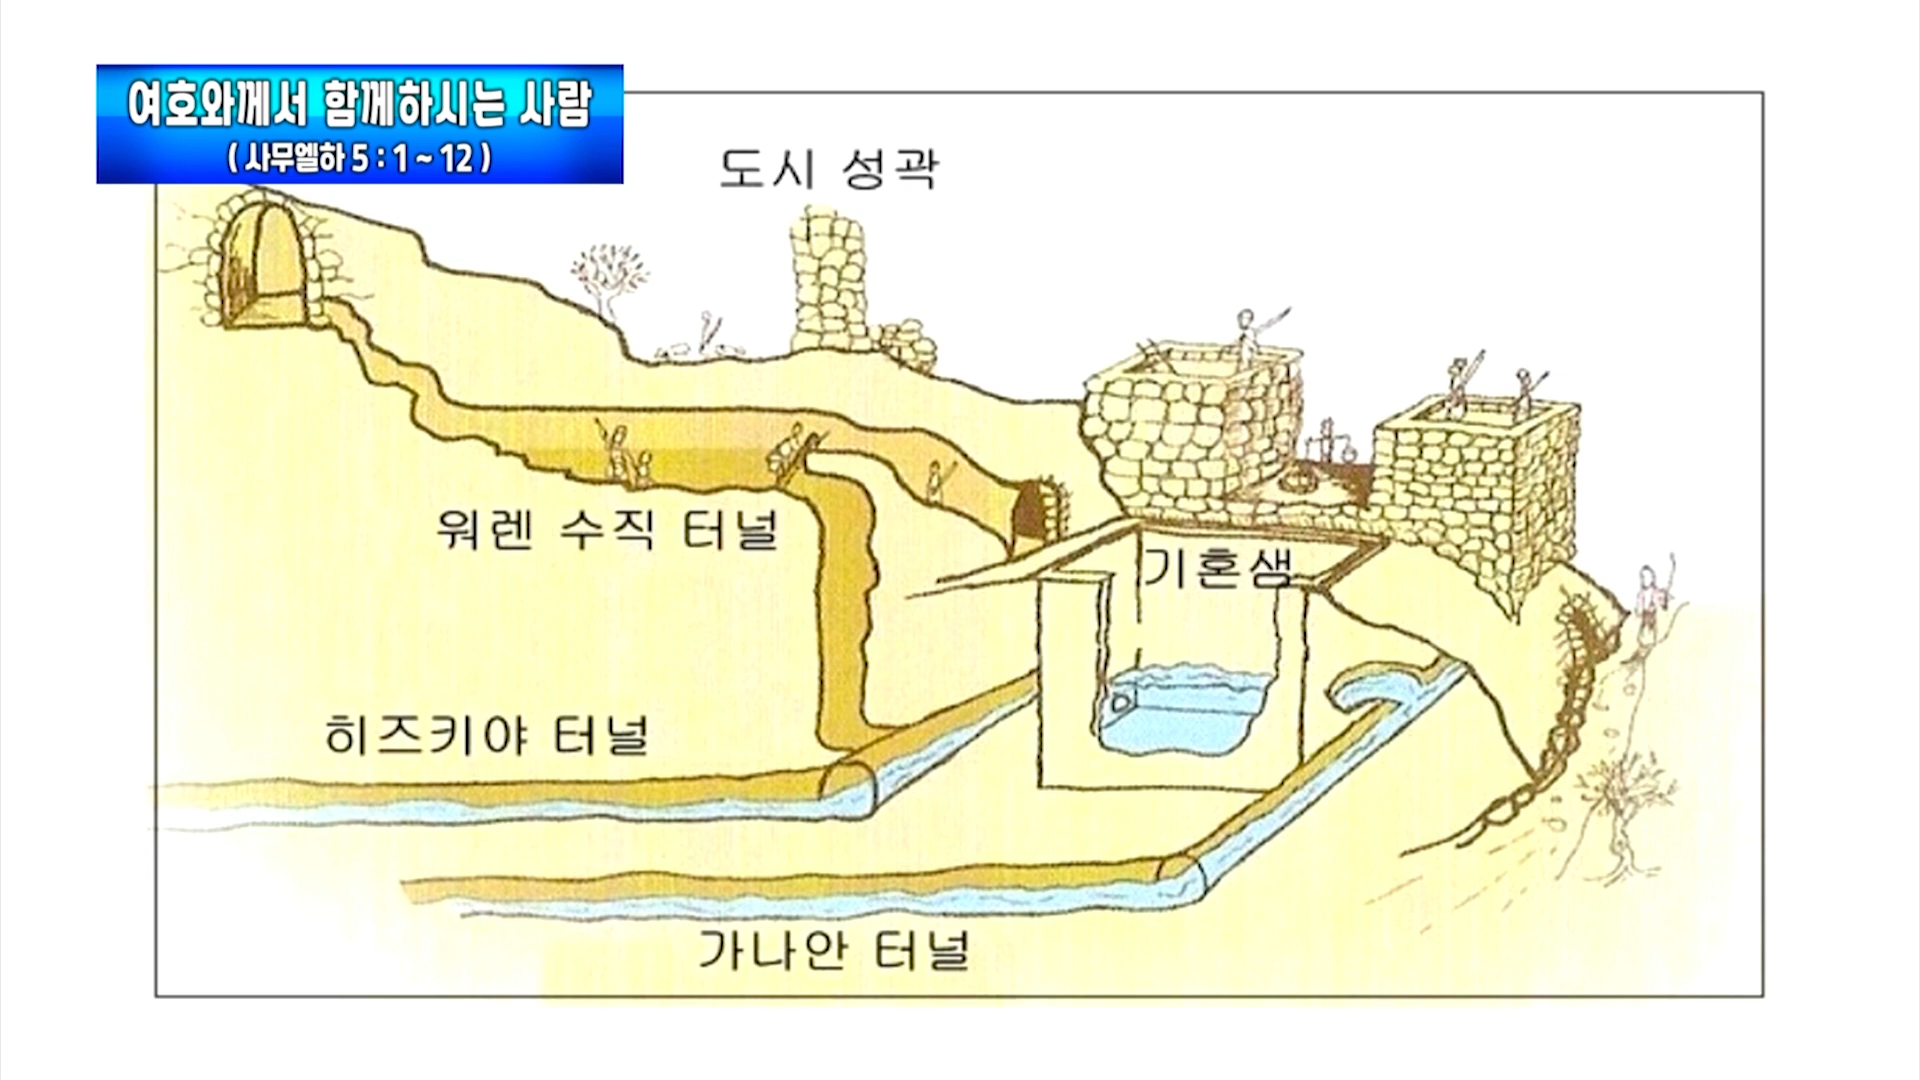 여호와께서 함께하시는 사람
( 사무엘하 5 : 1 ~ 12 )
도시 성곽
워렌 수직 터널
기혼샘
히즈키야 터널
가나안 터널